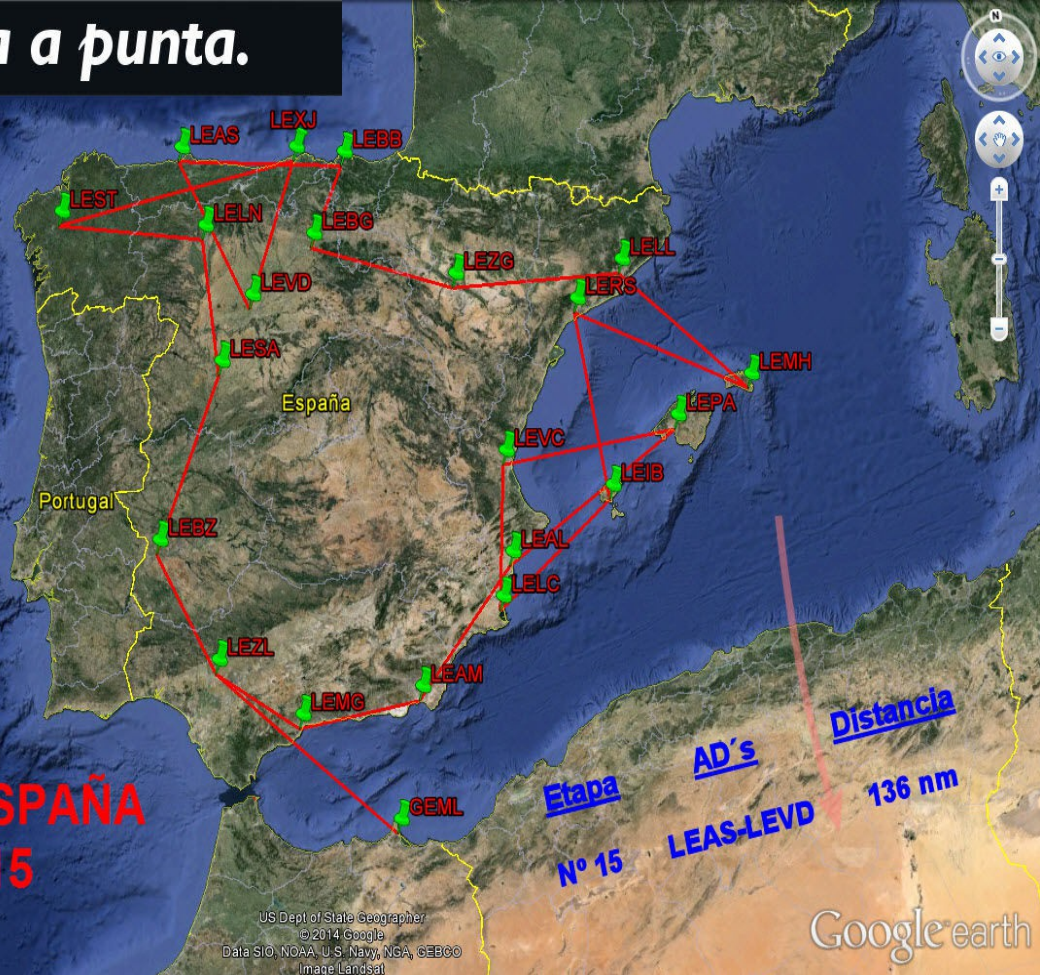 a punta.
N
LEXJ
LEAS
LEBB
LEST
LELN
LEBG
LELL
LEZG
LEVD
LERS
LESA
LEMH
España
LEPA
LEVC
LEIB
Portugal
LEBZ
LEAL
LELC
LEZL
LEAM
LEMG
GEML
SPAÑA
15
Etapa AD´s Distancia
Nº 15 LEAS-LEVD 136 nm
US Dept of State Geographer
© 2014 Google
Data SIO, NOAA, U.S. Navy, NGA, GEBCO
Image Landsat
Google earth